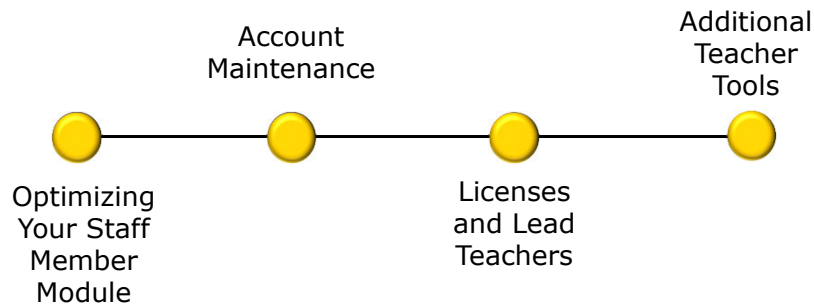 Optimizing
Your Staff
Member
Module
Account
Maintenance
Licenses
and Lead
Teachers
Additional
Teacher
Tools